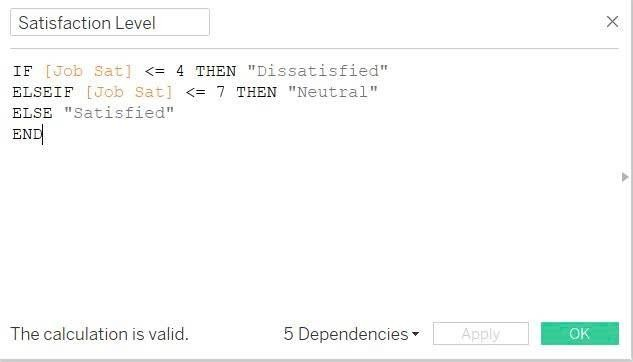 Satisfaction Level
IF [Job Sat] <= 4 THEN "Dissatisfied"
ELSEIF [Job Sat] <= 7 THEN "Neutral"
ELSE "Satisfied"
END
The calculation is valid. 5 Dependencies Apply OK